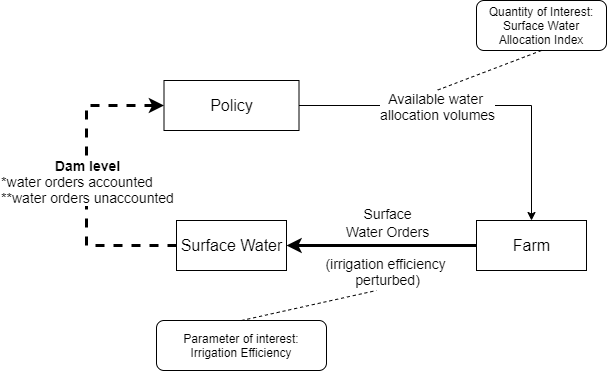 Quantity of Interest:
Surface Water
Allocation Index
Policy
Available water
allocation volumes
Dam level
*water orders accounted
**water orders unaccounted
Surface
Water Orders
Surface Water
Farm
(irrigation efficiency
perturbed)
Parameter of interest:
Irrigation Efficiency